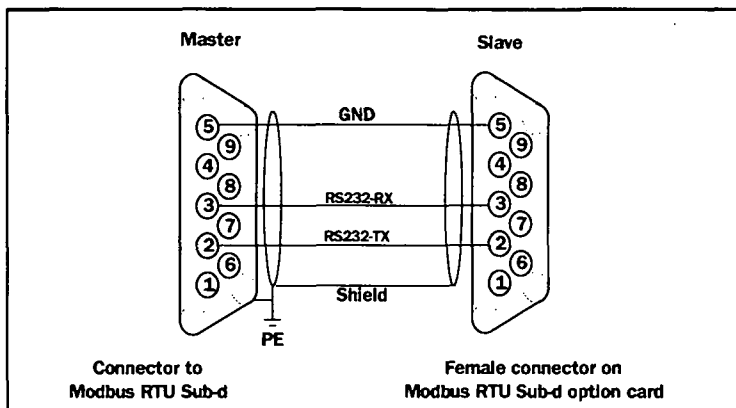 Master Slave
GND
5 5
9 9
4 4
8 8
RS232-RX
3 3
7 7
RS232-TX
2 2
6 6
1 1
Shield
PE
Connector to
Modbus RTU Sub-d
Female connector on
Modbus RTU Sub-d option card